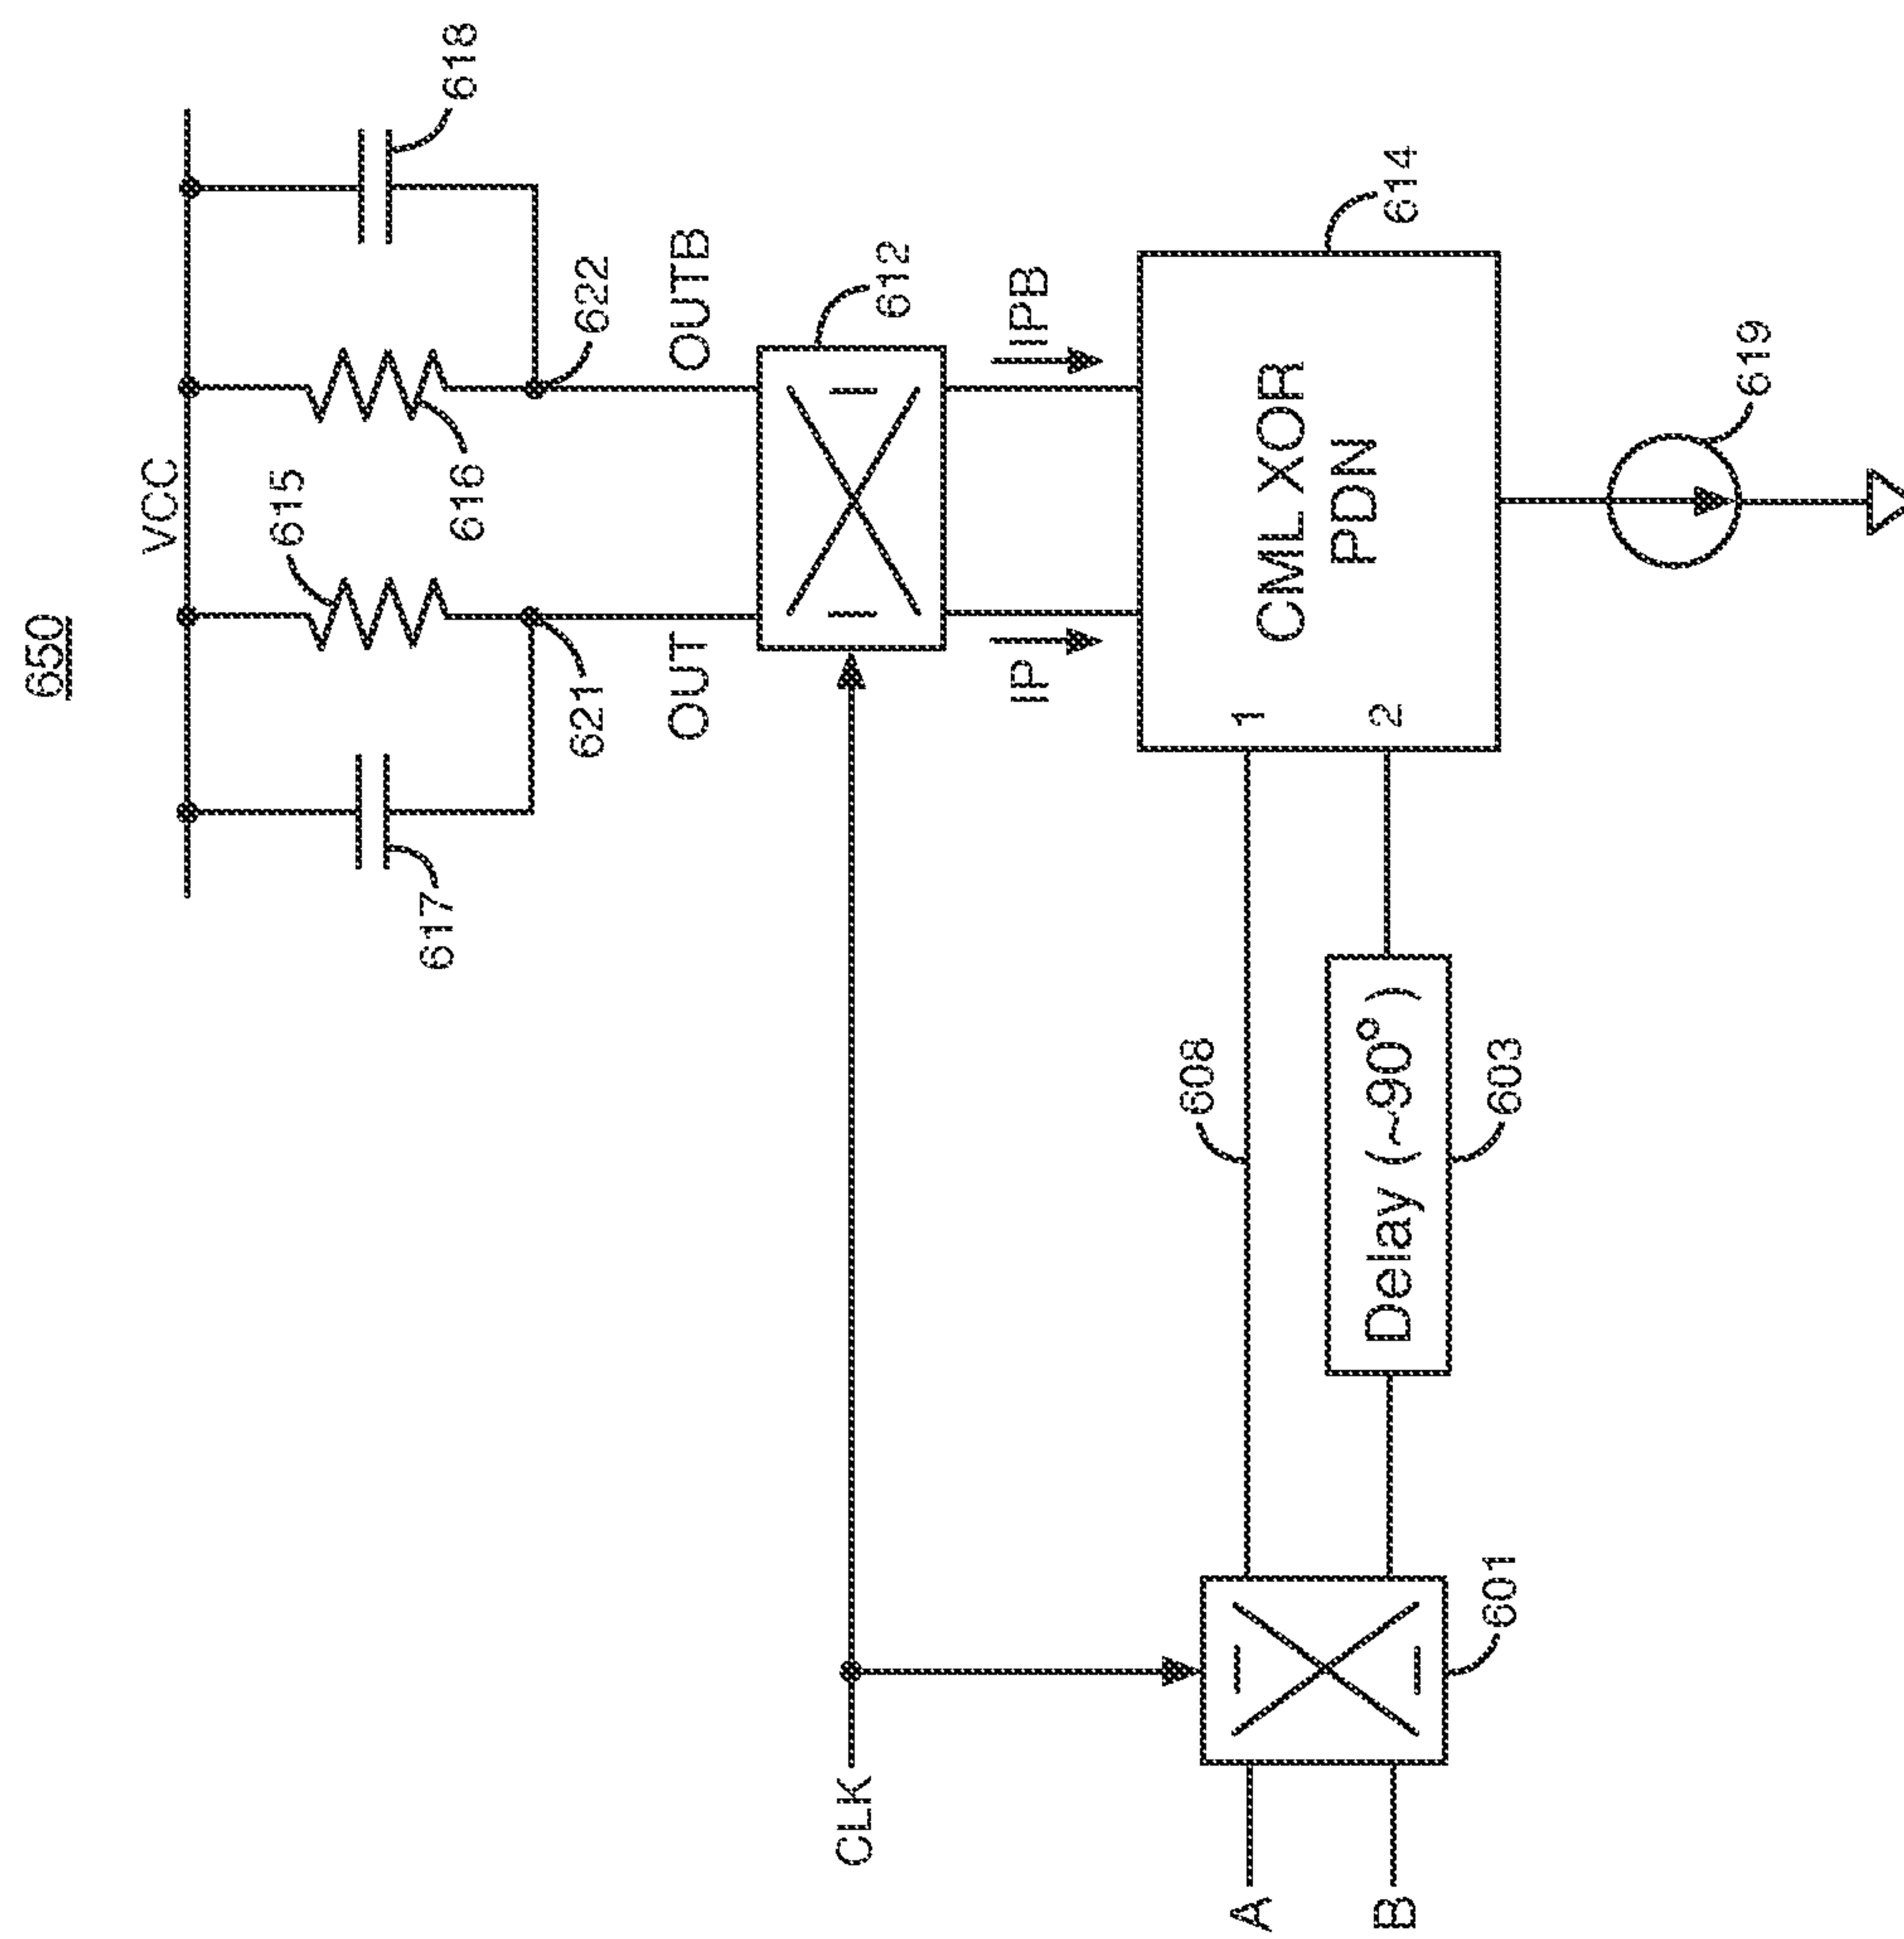 650
VCC
615
616
617
618
621
622
OUT
OUTB
612
CLK
IP
IPB
A
B
601
608
Delay (~90°)
603
1
2
CML XOR
PDN
614
619